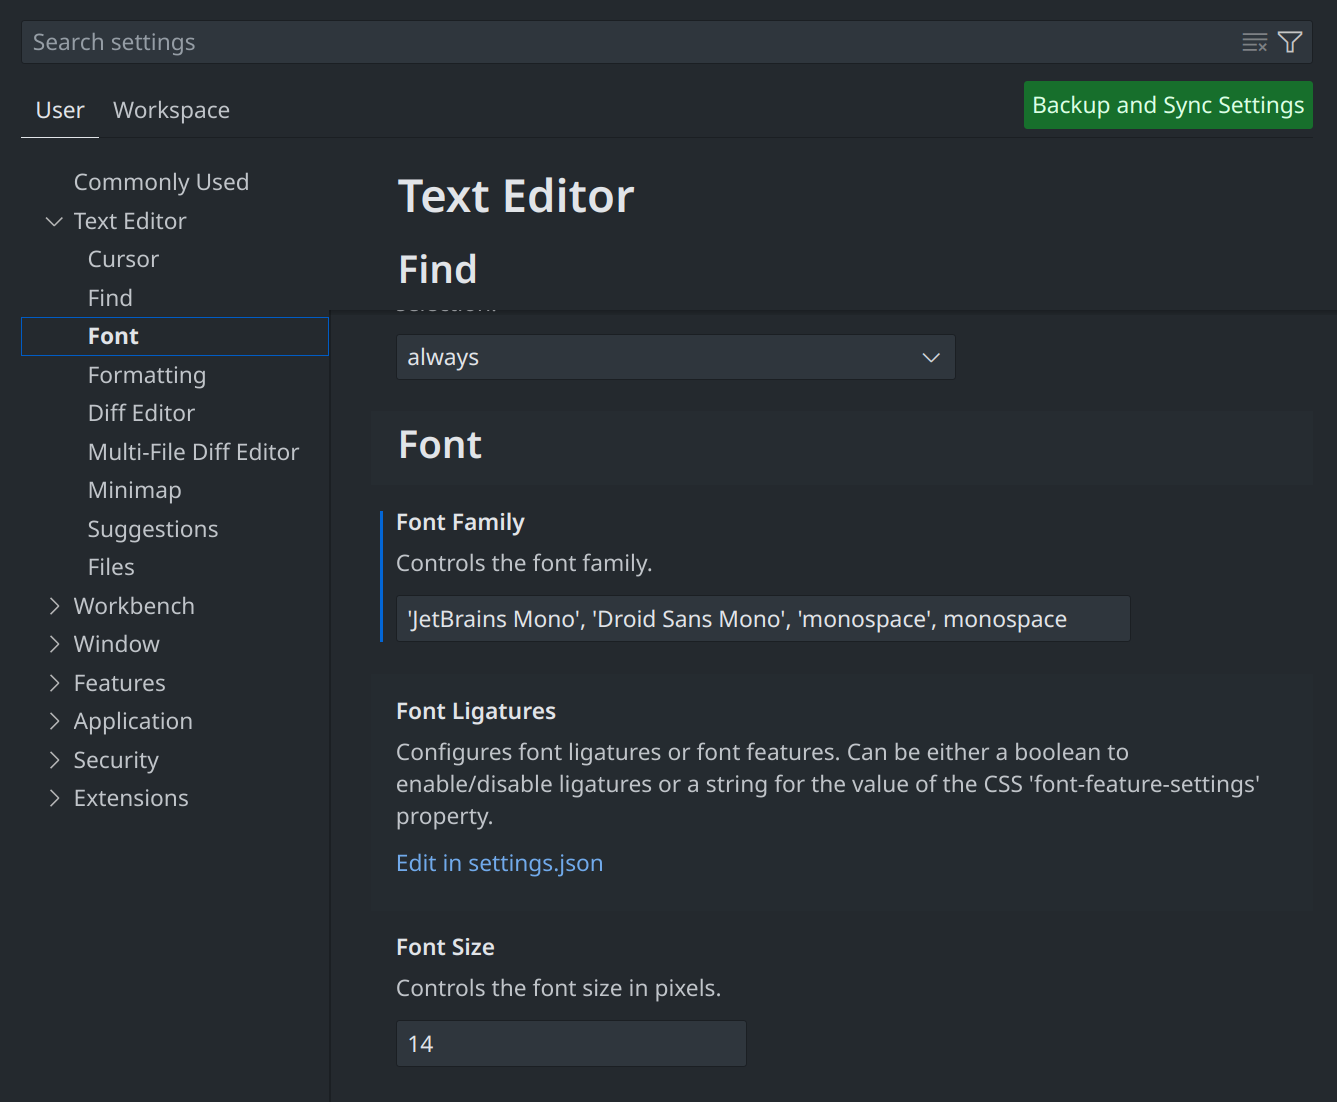 Search settings
User
Workspace
Backup and Sync Settings
Commonly Used
Text Editor
Cursor
Find
Font
Formatting
Diff Editor
Multi-File Diff Editor
Minimap
Suggestions
Files
Workbench
Window
Features
Application
Security
Extensions
Text Editor
Find
always
Font
Font Family
Controls the font family.
'JetBrains Mono', 'Droid Sans Mono', 'monospace', monospace
Font Ligatures
Configures font ligatures or font features. Can be either a boolean to
enable/disable ligatures or a string for the value of the CSS 'font-feature-settings'
property.
Edit in settings.json
Font Size
Controls the font size in pixels.
14